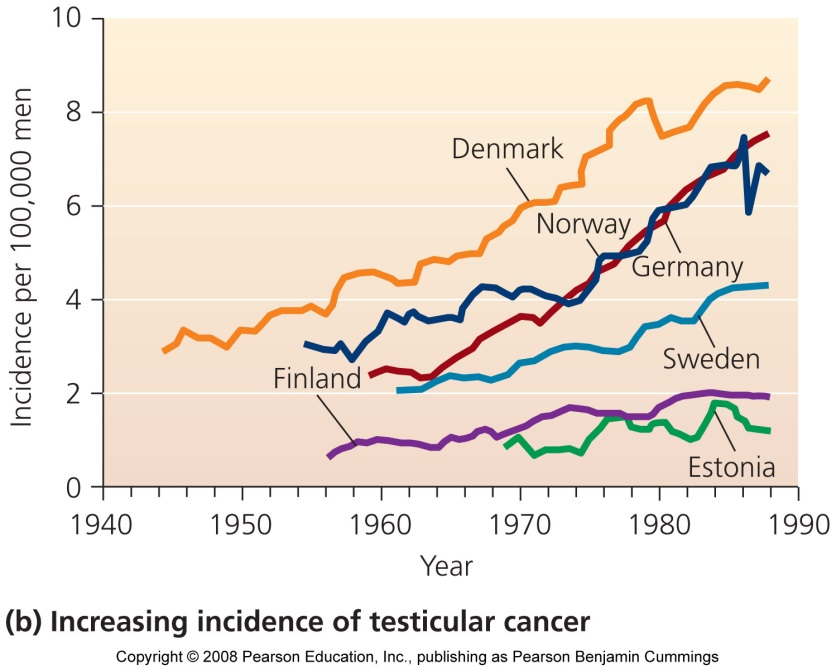 10
8
6
4
2
0
Incidence per 100,000 men
Denmark
Norway
Germany
Sweden
Finland
Estonia
1940 1950 1960 1970 1980 1990
Year
(b) Increasing incidence of testicular cancer
Copyright © 2008 Pearson Education, Inc., publishing as Pearson Benjamin Cummings